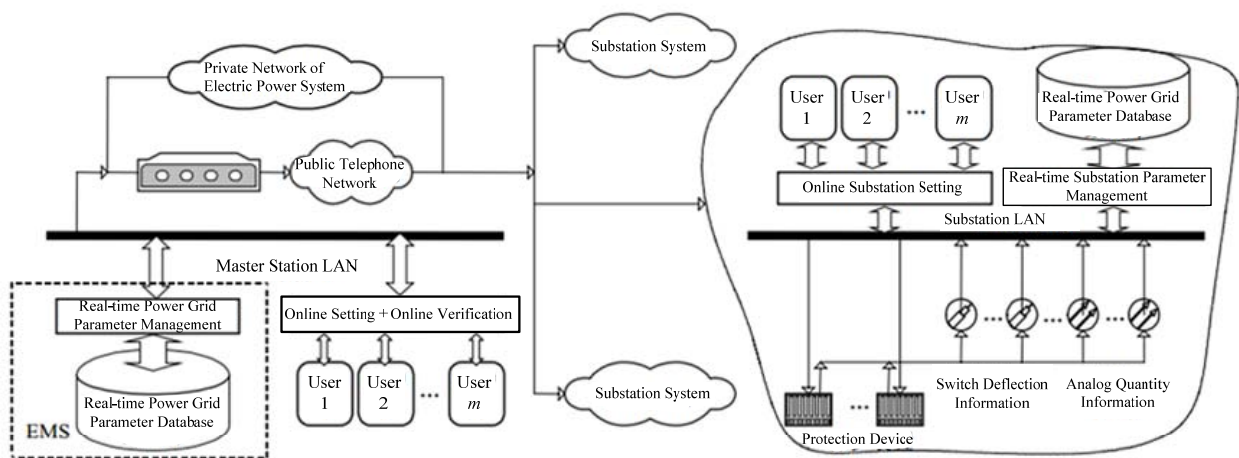 Private Network of
Electric Power System
Public Telephone
Network
Master Station LAN
Real-time Power Grid
Parameter Management
Real-time Power Grid
Parameter Database
EMS
Online Setting + Online Verification
User
1
User
2
...
User
m
Substation System
Substation System
User
1
User
2
...
User
m
Real-time Power Grid
Parameter Database
Online Substation Setting
Real-time Substation Parameter
Management
Substation LAN
... ... ...
Switch Deflection
Information
Analog Quantity
Information
...
Protection Device